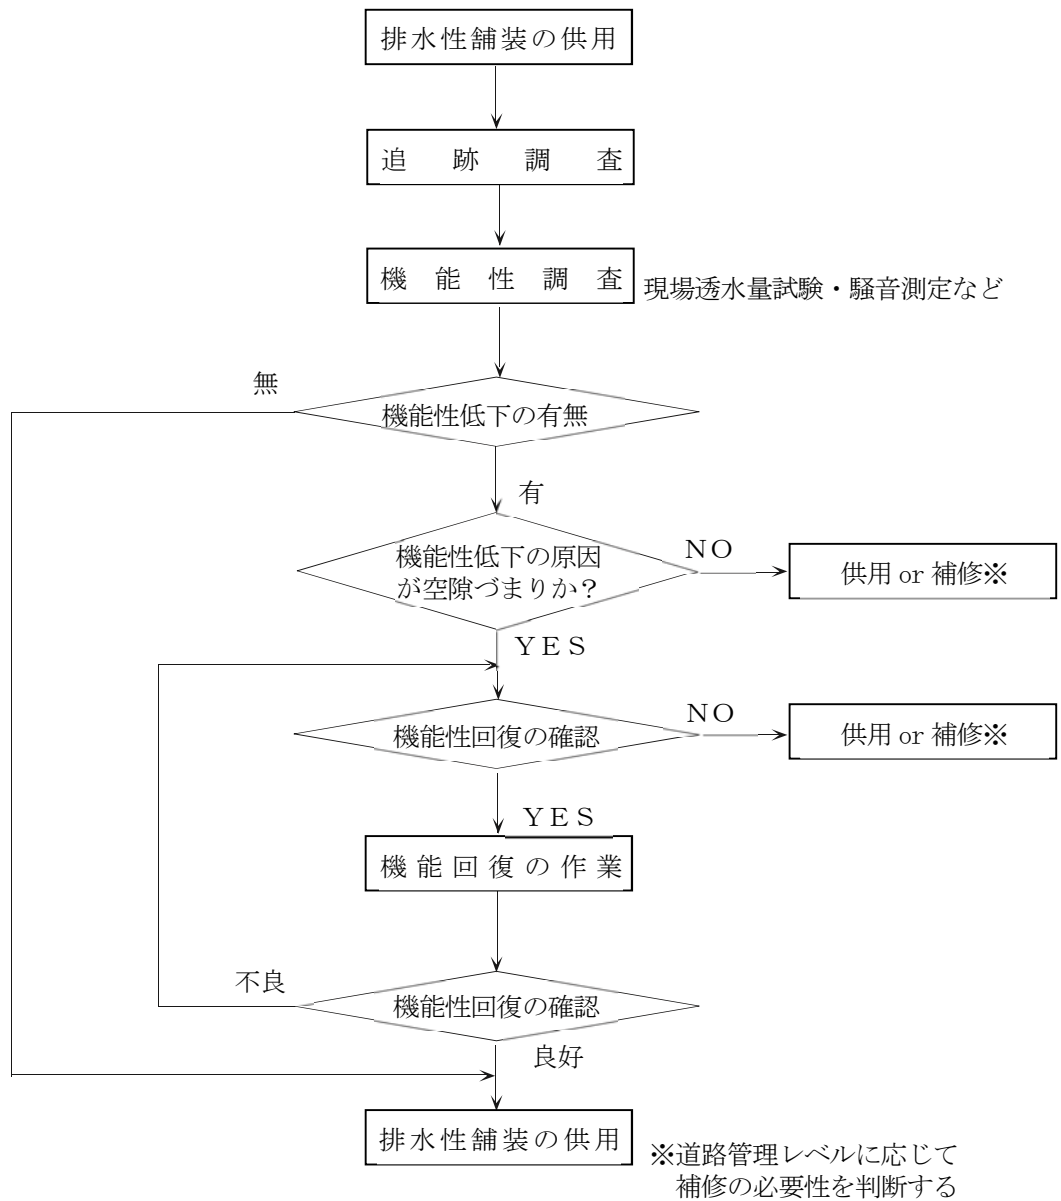 排水性舗装の供用
追跡調査
機能性調査
現場透水量試験・騒音測定など
無
機能性低下の有無
有
機能性低下の原因
が空隙づまりか?
NO
供用 or 補修※
YES
機能性回復の確認
NO
供用 or 補修※
YES
機能回復の作業
不良
機能性回復の確認
良好
排水性舗装の供用
※道路管理レベルに応じて
補修の必要性を判断する